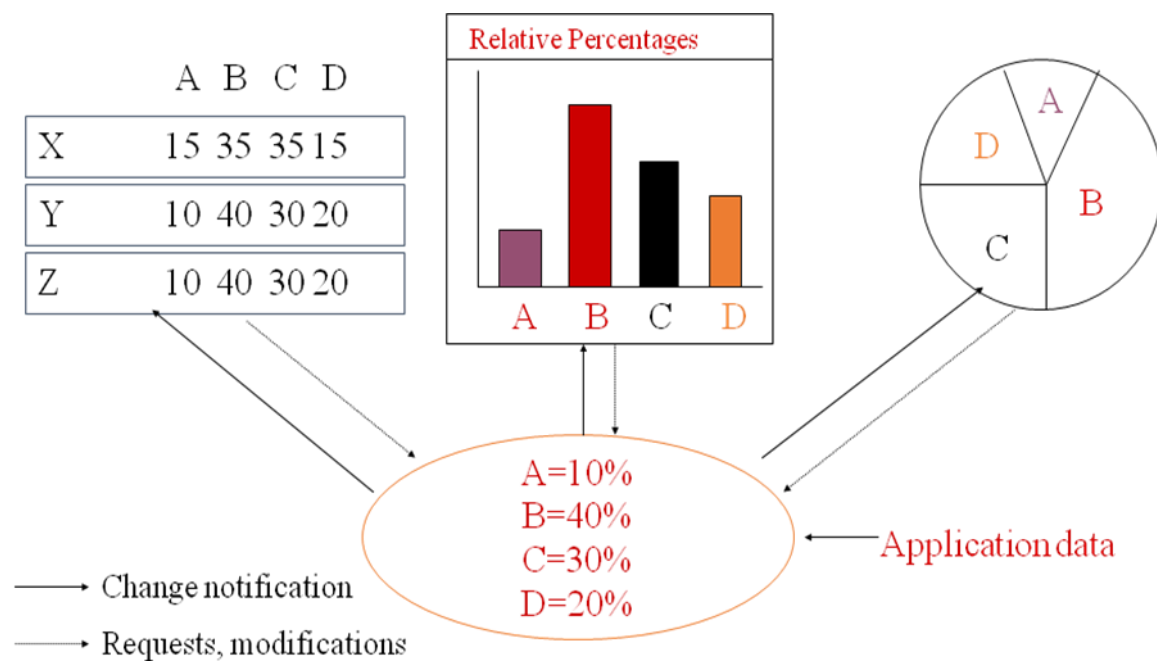 A B C D
X 15 35 35 15
Y 10 40 30 20
Z 10 40 30 20
Relative Percentages
A B C D
A
D
B
C
A=10%
B=40%
C=30%
D=20%
Application data
Change notification
Requests, modifications